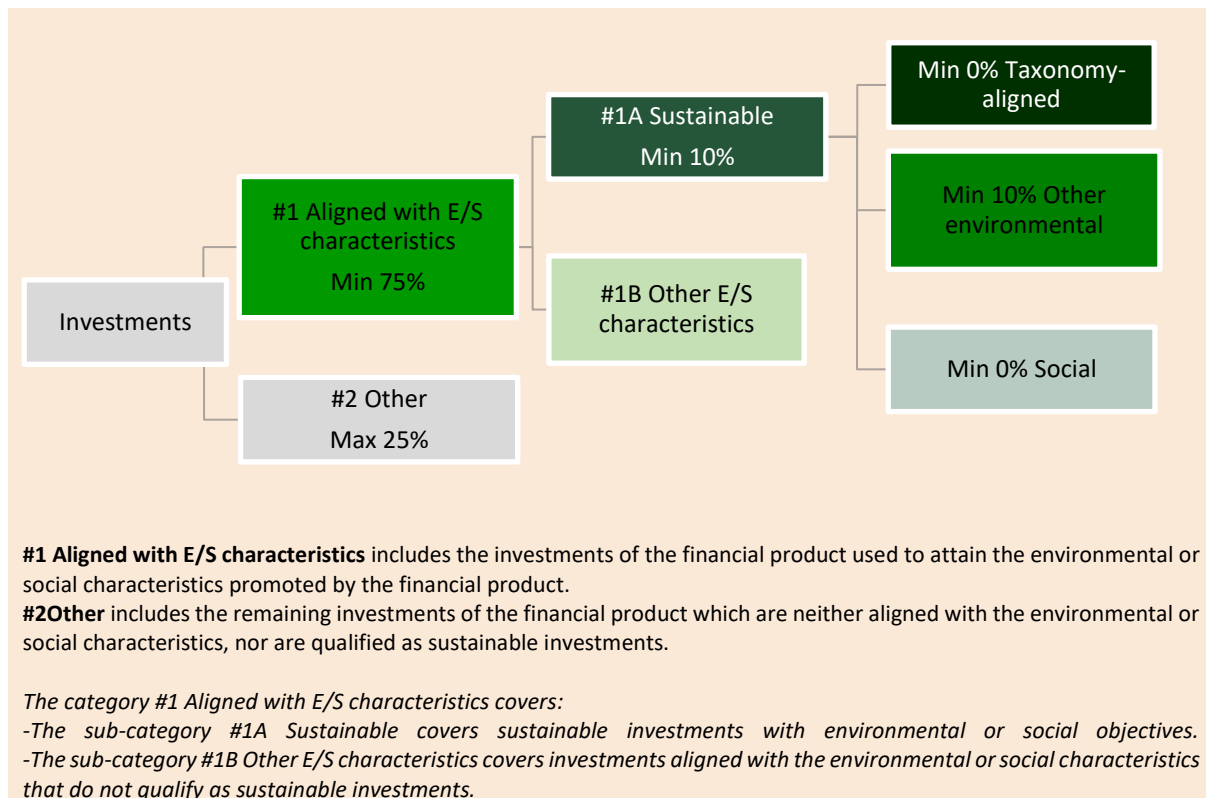 Min 0% Taxonomy-
aligned
#1A Sustainable
Min 10%
Min 10% Other
environmental
#1 Aligned with E/S
characteristics
Min 75%
#1B Other E/S
characteristics
Investments
Min 0% Social
#2 Other
Max 25%
#1 Aligned with E/S characteristics includes the investments of the financial product used to attain the environmental or
social characteristics promoted by the financial product.
#2Other includes the remaining investments of the financial product which are neither aligned with the environmental or
social characteristics, nor are qualified as sustainable investments.
The category #1 Aligned with E/S characteristics covers:
-The sub-category #1A Sustainable covers sustainable investments with environmental or social objectives.
-The sub-category #1B Other E/S characteristics covers investments aligned with the environmental or social characteristics
that do not qualify as sustainable investments.